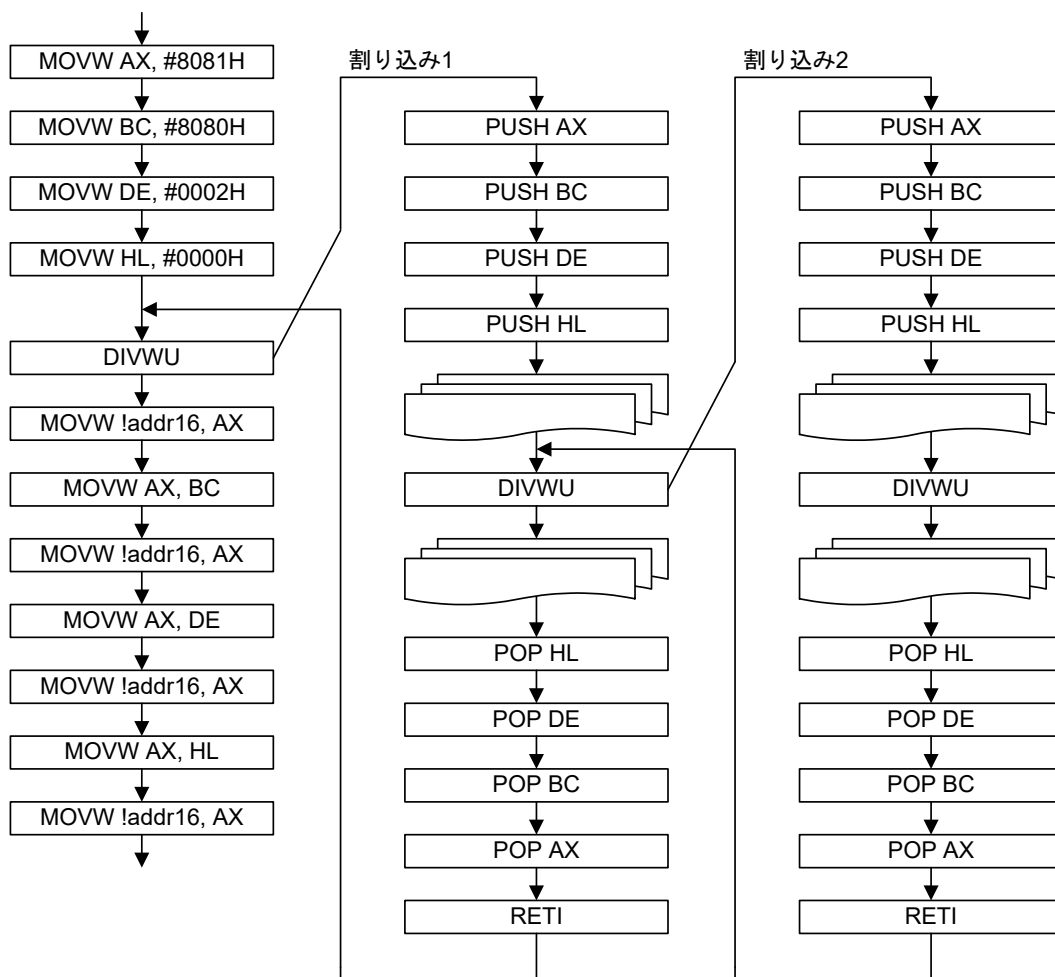 MOVW AX, #8081H
MOVW BC, #8080H
MOVW DE, #0002H
MOVW HL, #0000H
DIVWU
MOVW !addr16, AX
MOVW AX, BC
MOVW !addr16, AX
MOVW AX, DE
MOVW !addr16, AX
MOVW AX, HL
MOVW !addr16, AX
割り込み1
PUSH AX
PUSH BC
PUSH DE
PUSH HL
DIVWU
POP HL
POP DE
POP BC
POP AX
RETI
割り込み2
PUSH AX
PUSH BC
PUSH DE
PUSH HL
DIVWU
POP HL
POP DE
POP BC
POP AX
RETI